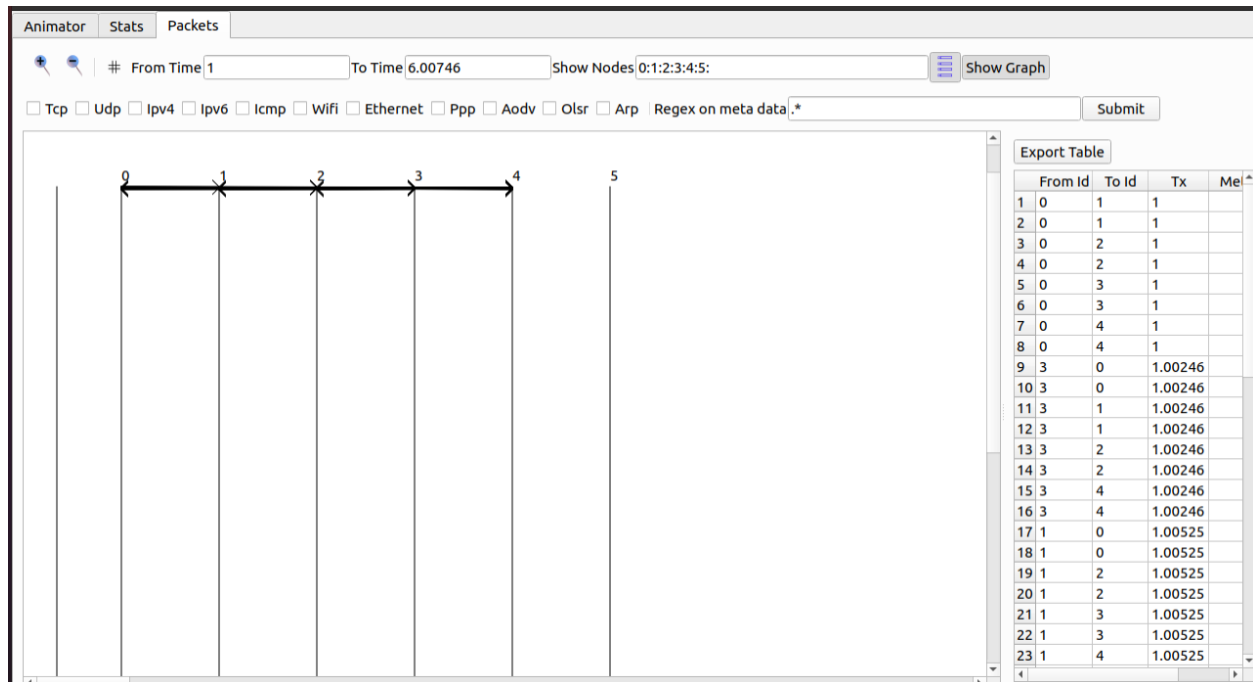 Animator Stats Packets
# From Time 1 To Time 6.00746 Show Nodes 0:1:2:3:4:5: Show Graph
Tcp Udp Ipv4 Ipv6 Icmp Wifi Ethernet Ppp Aodv Olsr Arp Regex on meta data .* Submit
0 1 2 3 4 5
Export Table
From Id To Id Tx Me
1 0 1 1
2 0 1 1
3 0 2 1
4 0 2 1
5 0 3 1
6 0 3 1
7 0 4 1
8 0 4 1
9 3 0 1.00246
10 3 0 1.00246
11 3 1 1.00246
12 3 1 1.00246
13 3 2 1.00246
14 3 2 1.00246
15 3 4 1.00246
16 3 4 1.00246
17 1 0 1.00525
18 1 0 1.00525
19 1 2 1.00525
20 1 2 1.00525
21 1 3 1.00525
22 1 3 1.00525
23 1 4 1.00525